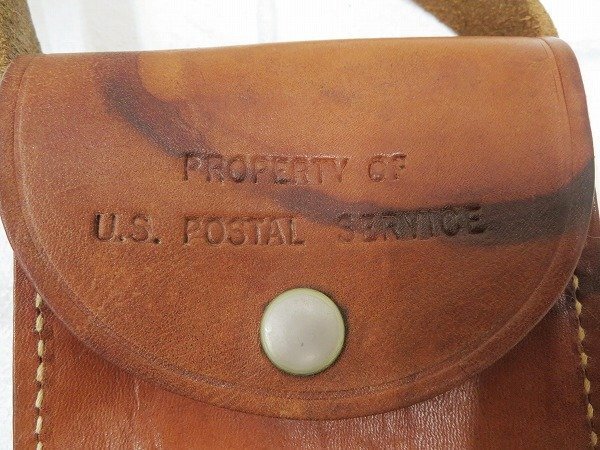 PROPERTY OF
U.S. POSTAL SERVICE